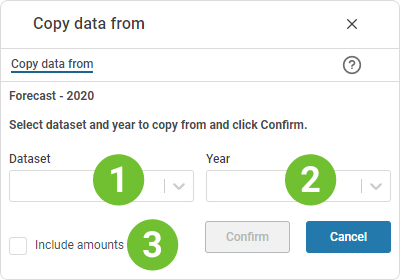 Copy data from
Copy data from
Forecast - 2020
Select dataset and year to copy from and click Confirm.
Dataset Year
1 2
Include amounts 3 Confirm Cancel